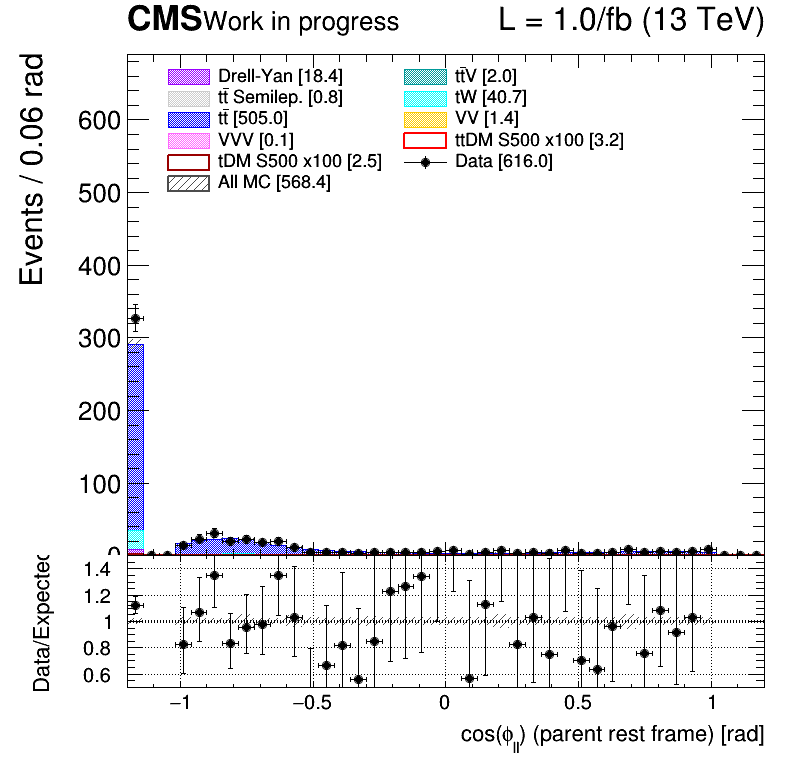 CMS Work in progress L = 1.0/fb (13 TeV)
Events / 0.06 rad
Drell-Yan [18.4] tt̄V [2.0]
tt̄ Semilep. [0.8] tW [40.7]
tt̄ [505.0] VV [1.4]
VVV [0.1] ttDM S500 x100 [3.2]
tDM S500 x100 [2.5] Data [616.0]
All MC [568.4]
600
500
400
300
200
100
0
Data/Expected
1.4
1.2
1
0.8
0.6
−1 −0.5 0 0.5 1
cos(ϕ_ll) (parent rest frame) [rad]